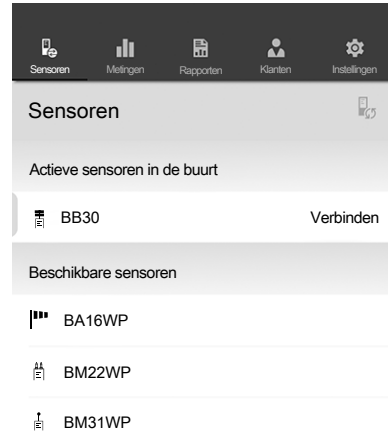 Sensoren Metingen Rapporten Klanten Instellingen
Sensoren
Actieve sensoren in de buurt
BB30 Verbinden
Beschikbare sensoren
BA16WP
BM22WP
BM31WP